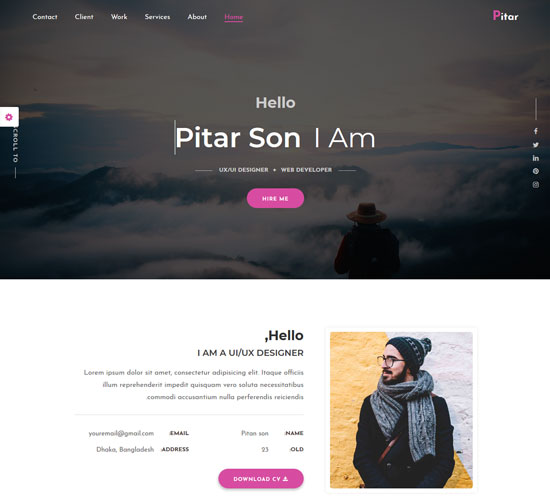 Contact Client Work Services About Home Pitar
Hello
Pitar Son I Am
UX/UI DESIGNER WEB DEVELOPER
HIRE ME
SCROLL TO
,Hello
I AM A UI/UX DESIGNER
Lorem ipsum dolor sit amet, consectetur adipisicing elit. Itaque officiis
illum reprehenderit impedit quisquam vero soluta necessitatibus
commodi accusantium nulla perferendis reiciendis
youremail@gmail.com :EMAIL Pitan son :NAME
Dhaka, Bangladesh :ADDRESS 23 :OLD
DOWNLOAD CV